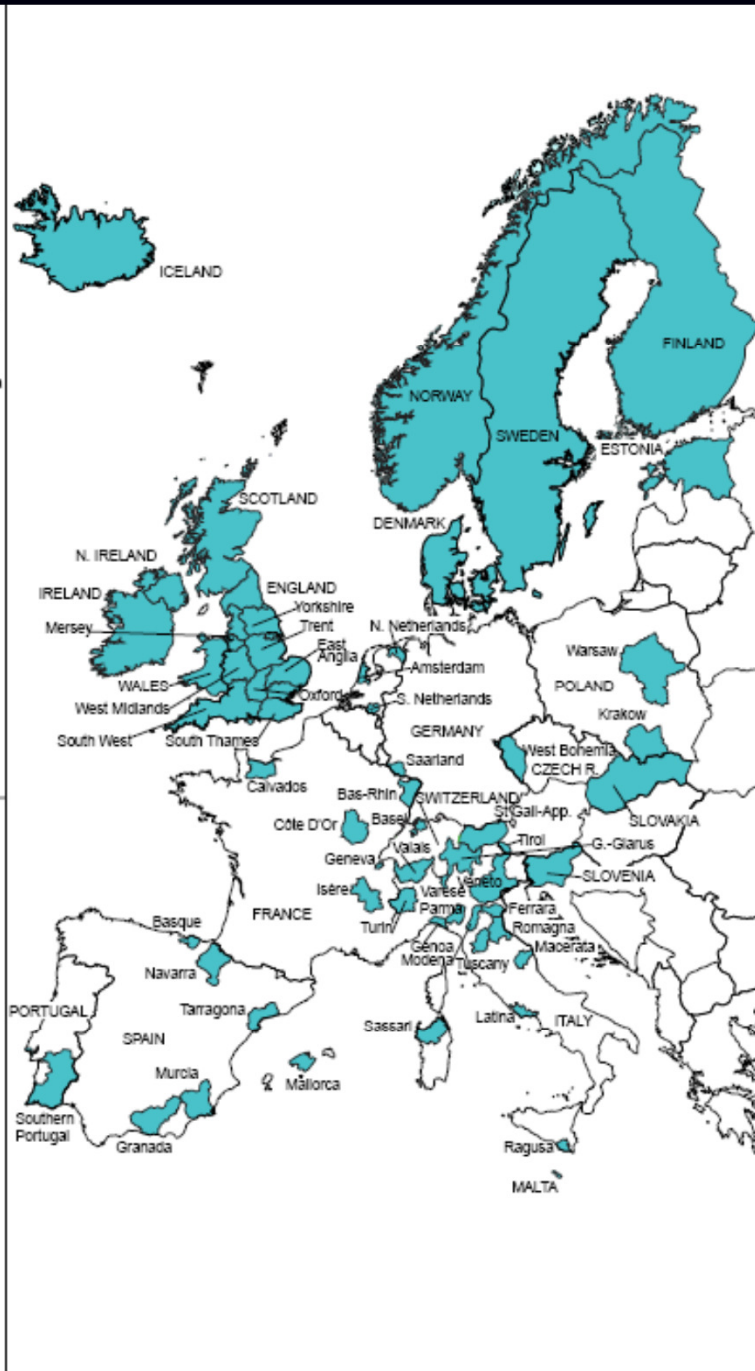 ICELAND
FINLAND
NORWAY
SWEDEN
ESTONIA
SCOTLAND
DENMARK
N. IRELAND
IRELAND
ENGLAND
Yorkshire
Mersey
Trent
N. Netherlands
East
Anglia
Warsaw
Amsterdam
WALES
Oxford
S. Netherlands
POLAND
West Midlands
Krakow
South West
South Thames
GERMANY
West Bohemia
Saarland
CZECH R.
Calvados
Bas-Rhin
SWITZERLAND
St Gall-App.
Côte D'Or
Basel
SLOVAKIA
Tirol
G.-Glarus
Geneva
Valais
SLOVENIA
Isére
Varese
Veneto
FRANCE
Parma
Ferrara
Basque
Turin
Romagna
Genoa
Macerata
Modena
Tuscany
Navarra
PORTUGAL
Tarragona
Sassari
Latina
ITALY
SPAIN
Murcia
Mallorca
Southern
Portugal
Granada
Ragusa
MALTA